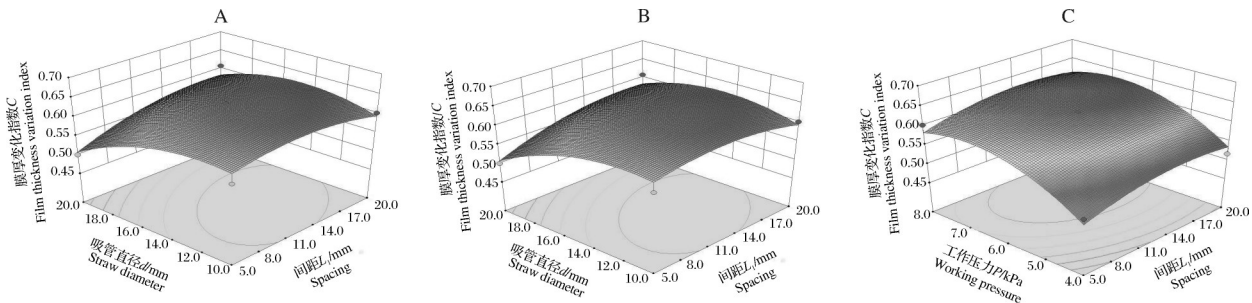 A
膜厚变化指数C
Film thickness variation index
0.70
0.65
0.60
0.55
0.50
0.45
20.0
18.0
16.0
14.0
12.0
10.0
吸管直径d/mm
Straw diameter
5.0
8.0
11.0
14.0
17.0
20.0
间距L/mm
Spacing
B
膜厚变化指数/C
Film thickness variation index
0.70
0.65
0.60
0.55
0.50
0.45
20.0
18.0
16.0
14.0
12.0
10.0
吸管直径d/mm
Straw diameter
5.0
8.0
11.0
14.0
17.0
20.0
间距L/mm
Spacing
C
膜厚变化指数C
Film thickness variation index
0.70
0.65
0.60
0.55
0.50
0.45
8.0
7.0
6.0
5.0
4.0
工作压力P/kPa
Working pressure
5.0
8.0
11.0
14.0
17.0
20.0
间距L/mm
Spacing